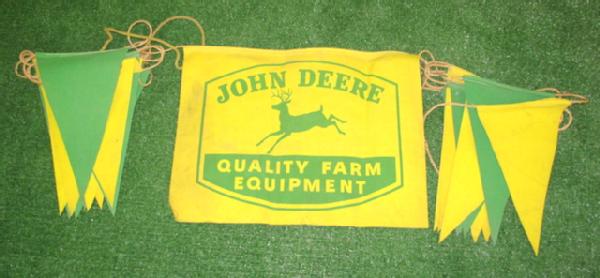 JOHN DEERE
QUALITY FARM
EQUIPMENT